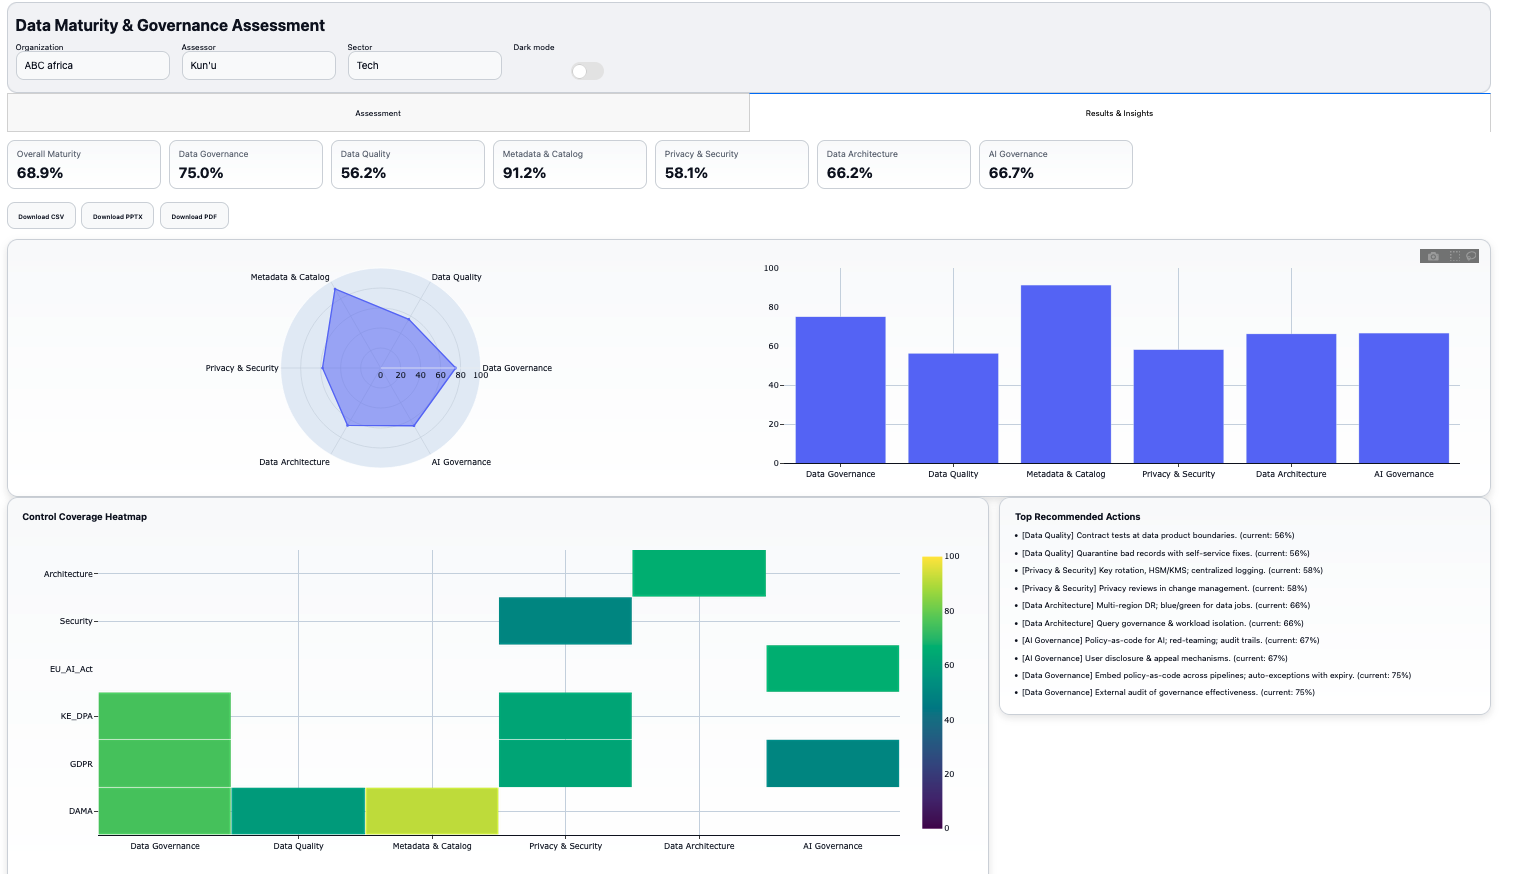 Data Maturity & Governance Assessment
Organization Assessor Sector Dark mode
ABC africa Kun'u Tech
Assessment Results & Insights
Overall Maturity
68.9%
Data Governance
75.0%
Data Quality
56.2%
Metadata & Catalog
91.2%
Privacy & Security
58.1%
Data Architecture
66.2%
AI Governance
66.7%
Download CSV Download PPTX Download PDF
Metadata & Catalog Data Quality
Privacy & Security Data Governance
0 20 40 60 80 100
Data Architecture AI Governance
100
80
60
40
20
0
Data Governance Data Quality Metadata & Catalog Privacy & Security Data Architecture AI Governance
Control Coverage Heatmap
Architecture
Security
EU_AI_Act
KE_DPA
GDPR
DAMA
Data Governance Data Quality Metadata & Catalog Privacy & Security Data Architecture AI Governance
100
80
60
40
20
0
Top Recommended Actions
• [Data Quality] Contract tests at data product boundaries. (current: 56%)
• [Data Quality] Quarantine bad records with self-service fixes. (current: 56%)
• [Privacy & Security] Key rotation, HSM/KMS; centralized logging. (current: 58%)
• [Privacy & Security] Privacy reviews in change management. (current: 58%)
• [Data Architecture] Multi-region DR; blue/green for data jobs. (current: 66%)
• [Data Architecture] Query governance & workload isolation. (current: 66%)
• [AI Governance] Policy-as-code for AI; red-teaming; audit trails. (current: 67%)
• [AI Governance] User disclosure & appeal mechanisms. (current: 67%)
• [Data Governance] Embed policy-as-code across pipelines; auto-exceptions with expiry. (current: 75%)
• [Data Governance] External audit of governance effectiveness. (current: 75%)